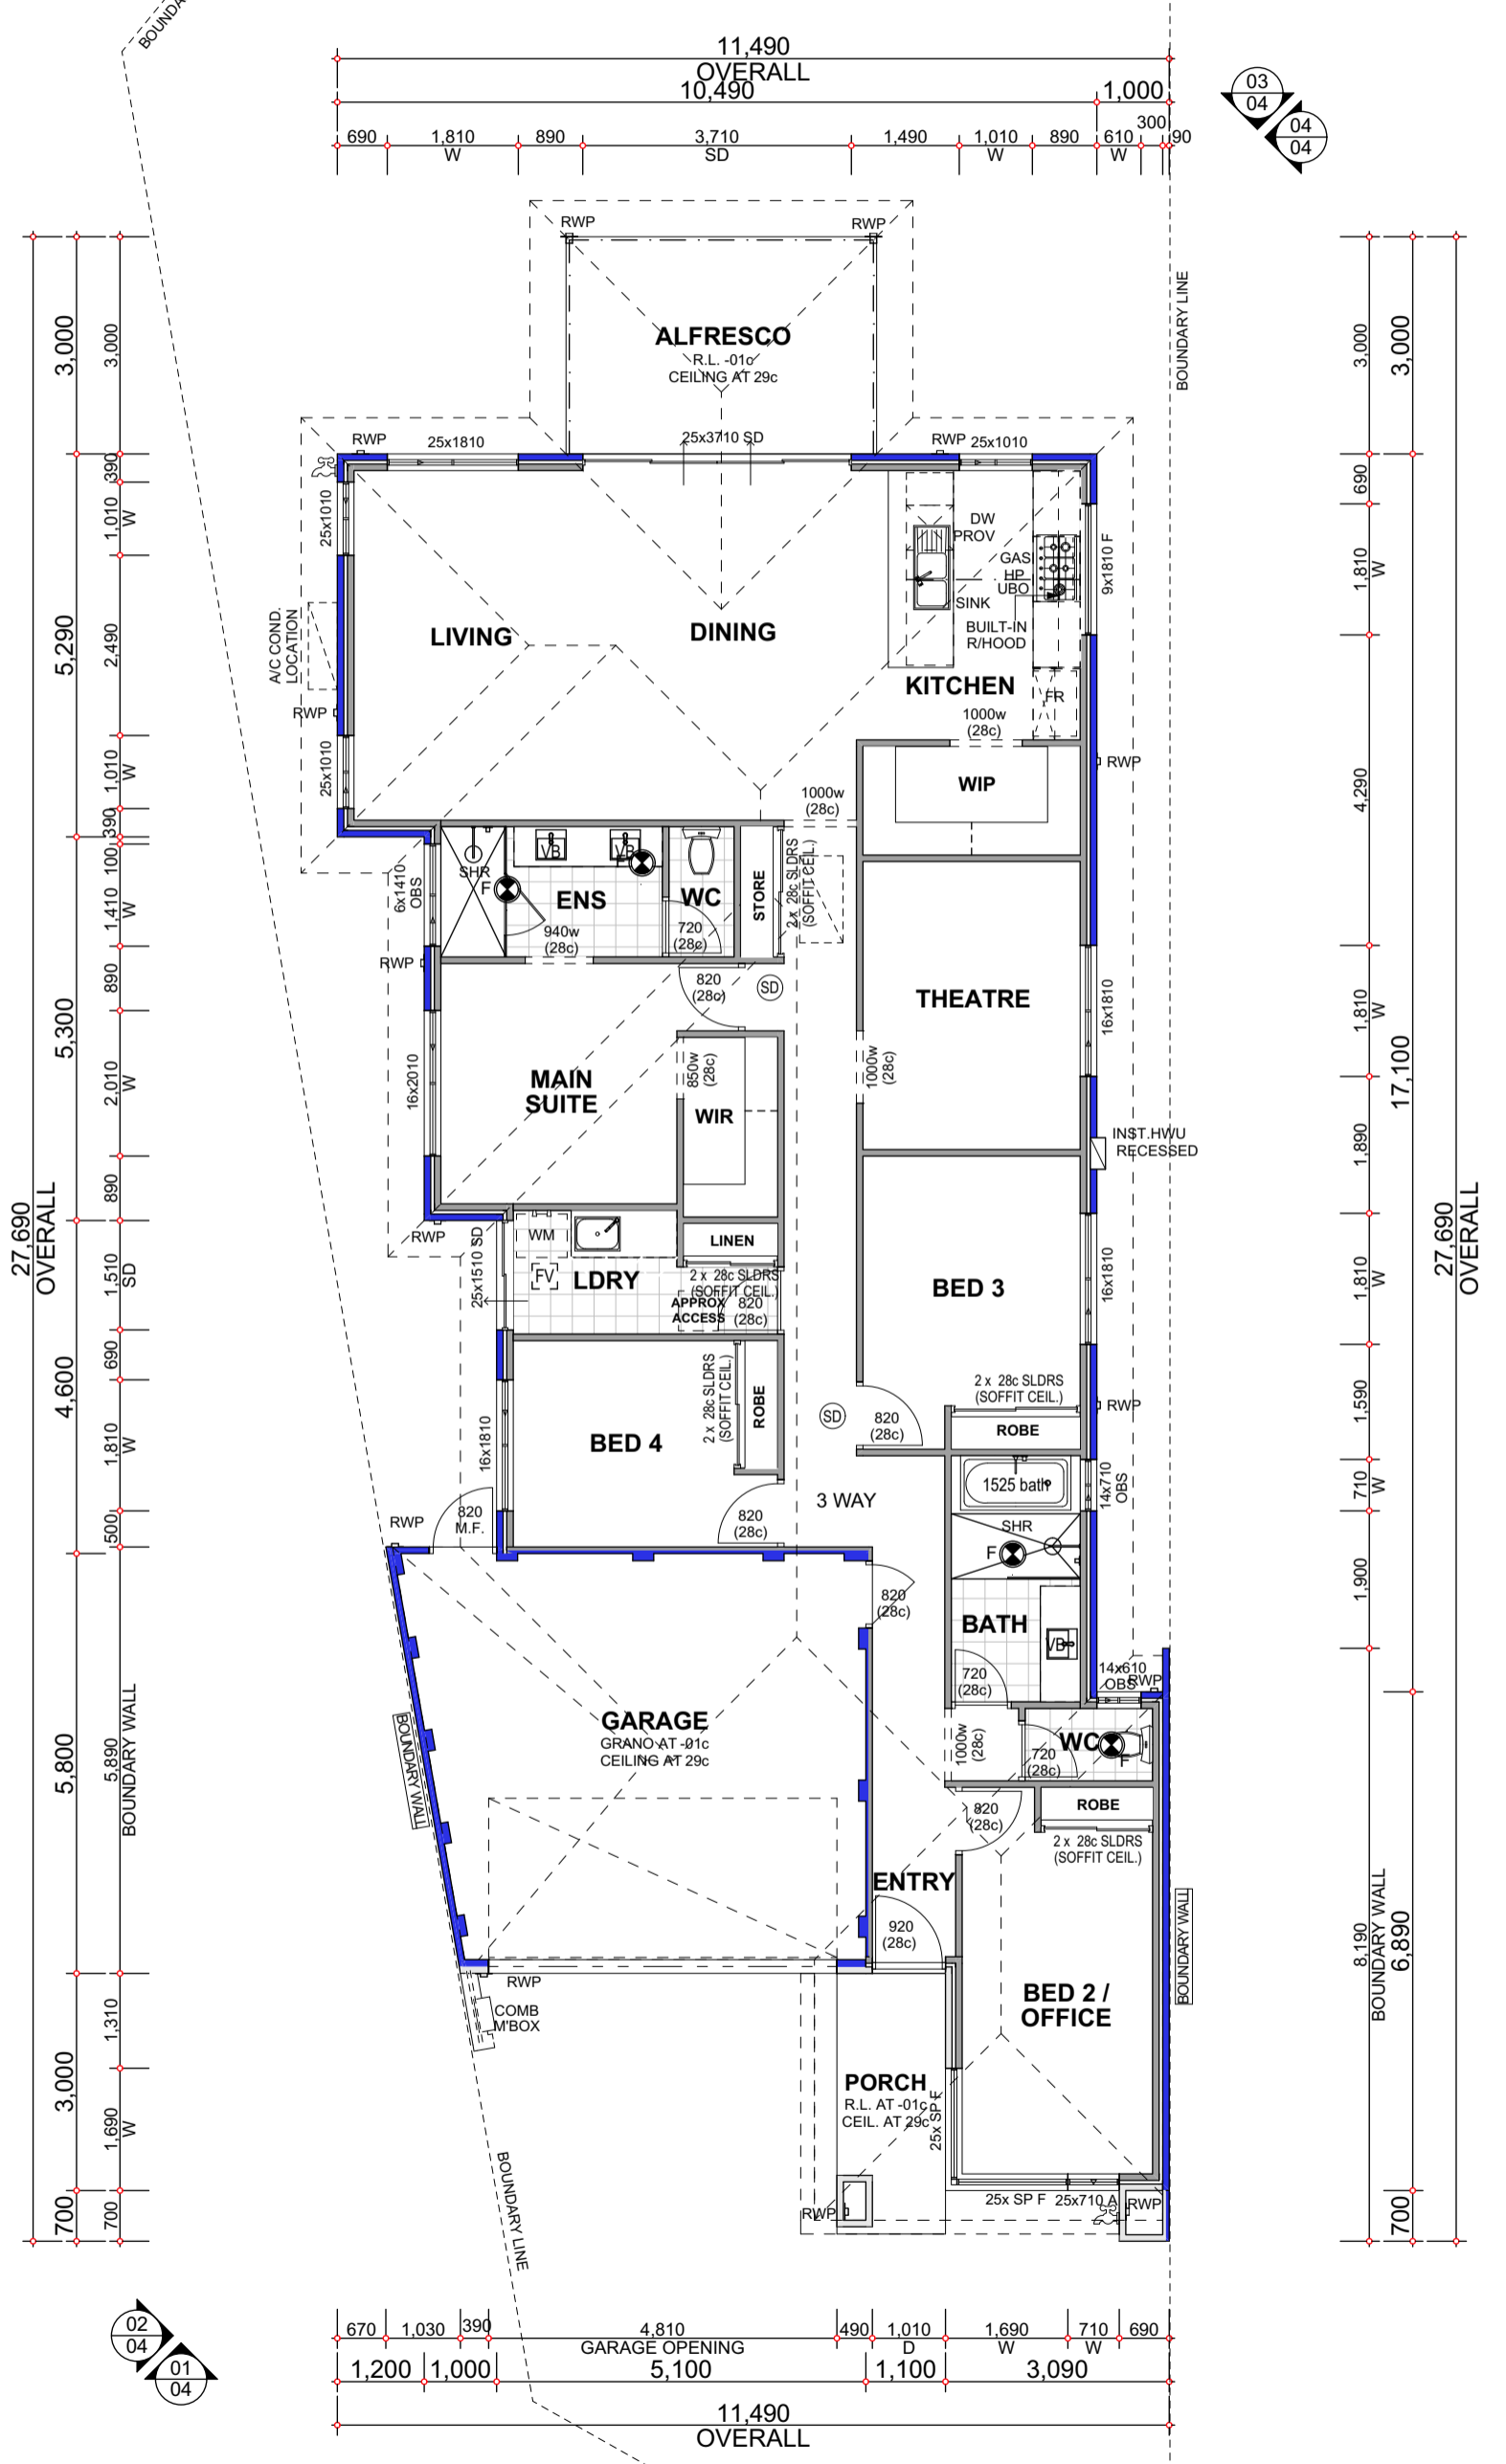 BOUNDA
11,490
OVERALL
10,490
1,000
690
1,810
W
890
3,710
SD
1,490
1,010
W
890
610
W
300
90
03
04
04
04
RWP
RWP
ALFRESCO
R.L. -01c
CEILING AT 29c
BOUNDARY LINE
RWP
25x1810
25x3710 SD
RWP
25x1010
25x1010
DW
PROV
GAS
HP
UBO
SINK
BUILT-IN
R/HOOD
9x1810 F
A/C COND.
LOCATION
LIVING
DINING
KITCHEN
FR
RWP
1000w
(28c)
25x1010
WIP
RWP
1000w
(28c)
VB
VB
SHR
F
F
6x1410
OBS
ENS
WC
STORE
2 x 28c SLDRS
(SOFFIT CEIL.)
940w
(28c)
720
(28c)
RWP
820
(28c)
SD
THEATRE
16x1810
16x2010
MAIN
SUITE
850w
(28c)
WIR
1000w
(28c)
INST.HWU
RECESSED
RWP
WM
LINEN
25x1510 SD
FV
LDRY
2 x 28c SLDRS
(SOFFIT CEIL.)
APPROX
ACCESS
820
(28c)
BED 3
16x1810
2 x 28c SLDRS
(SOFFIT CEIL.)
ROBE
2 x 28c SLDRS
(SOFFIT CEIL.)
ROBE
BED 4
16x1810
SD
820
(28c)
RWP
1525 bath
14x710
OBS
3 WAY
RWP
820
M.F.
820
(28c)
SHR
F
820
(28c)
BATH
VB
720
(28c)
14x610
OBS
RWP
BOUNDARY WALL
GARAGE
GRANO AT -01c
CEILING AT 29c
1000w
(28c)
WC
F
720
(28c)
820
(28c)
ROBE
2 x 28c SLDRS
(SOFFIT CEIL.)
ENTRY
920
(28c)
BOUNDARY WALL
RWP
COMB
M'BOX
BED 2 /
OFFICE
PORCH
R.L. AT -01c
CEIL. AT 29c
25x SP F
25x SP F
25x710 A
RWP
RWP
BOUNDARY LINE
27,690
OVERALL
3,000
5,290
5,300
4,600
5,800
3,000
700
3,000
390
1,010
W
2,490
1,010
W
390
100
1,410
W
890
2,010
W
890
1,510
SD
690
1,810
W
500
5,890
BOUNDARY WALL
1,310
1,690
W
700
3,000
690
1,810
W
4,290
1,810
W
1,890
1,810
W
1,590
710
W
1,900
8,190
BOUNDARY WALL
3,000
17,100
6,890
700
27,690
OVERALL
02
04
01
04
670
1,030
390
4,810
GARAGE OPENING
490
1,010
D
1,690
W
710
W
690
1,200
1,000
5,100
1,100
3,090
11,490
OVERALL